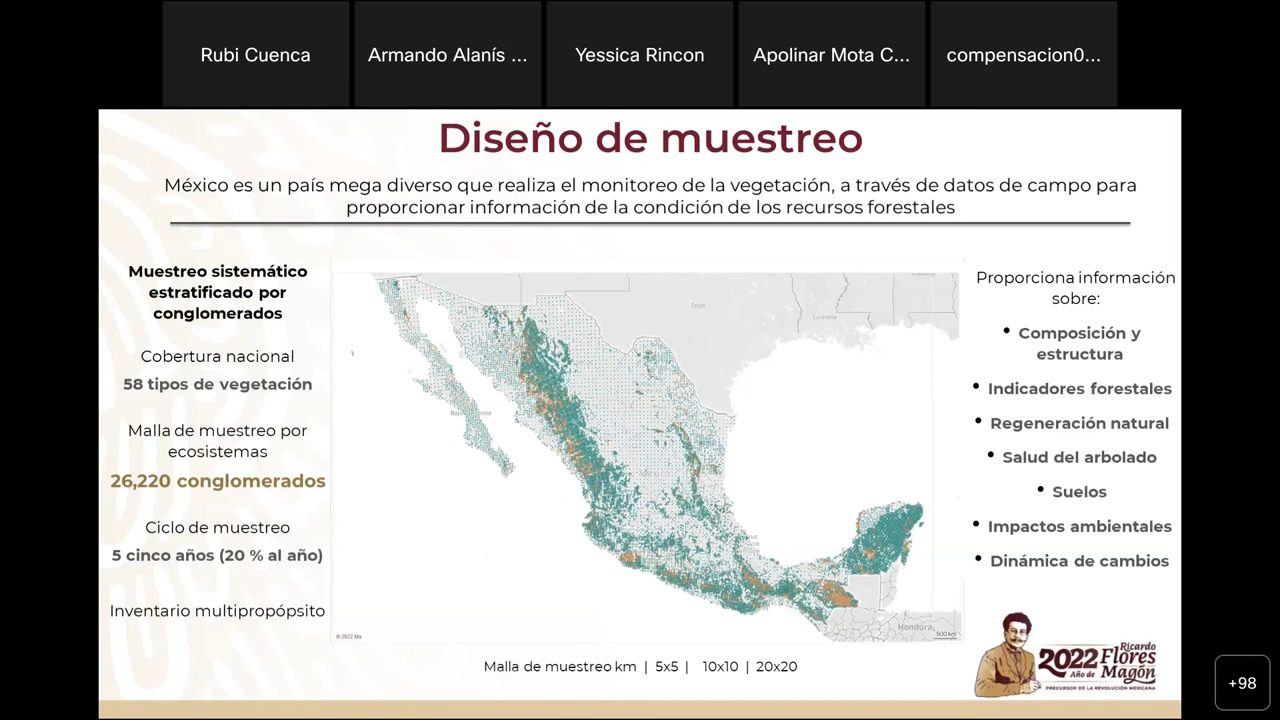 Rubi Cuenca
Armando Alanís ...
Yessica Rincon
Apolinar Mota C...
compensacion0...
Diseño de muestreo
México es un país mega diverso que realiza el monitoreo de la vegetación, a través de datos de campo para
proporcionar información de la condición de los recursos forestales
Muestreo sistemático
estratificado por
conglomerados
Cobertura nacional
58 tipos de vegetación
Malla de muestreo por
ecosistemas
26,220 conglomerados
Ciclo de muestreo
5 cinco años (20 % al año)
Inventario multipropópsito
Texas
Luisiana
Hondura
500 km
© 2022 Ma
Malla de muestreo km | 5x5 | 10x10 | 20x20
Proporciona información
sobre:
• Composición y
estructura
• Indicadores forestales
• Regeneración natural
• Salud del arbolado
• Suelos
• Impactos ambientales
• Dinámica de cambios
2022 Ricardo
Año de Flores
Magón
PRECURSOR DE LA REVOLUCIÓN MEXICANA
+98